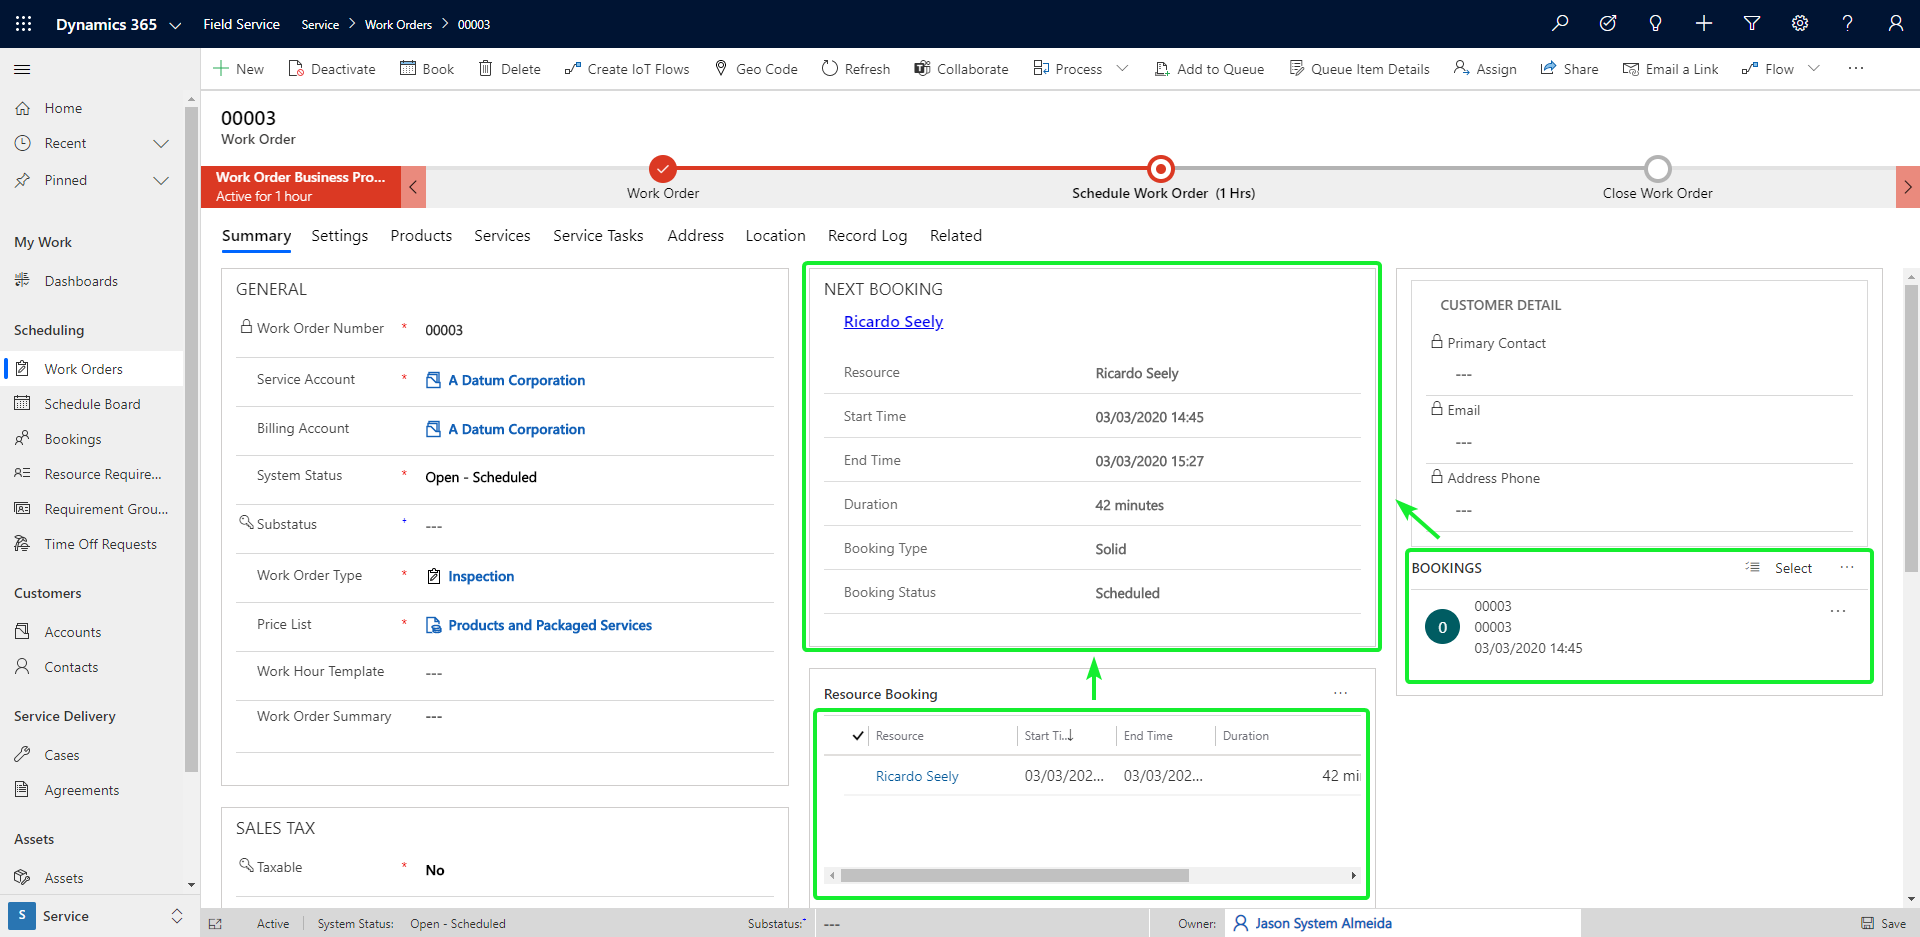 Dynamics 365
Field Service
Service > Work Orders > 00003
New
Deactivate
Book
Delete
Create IoT Flows
Geo Code
Refresh
Collaborate
Process
Add to Queue
Queue Item Details
Assign
Share
Email a Link
Flow
Home
Recent
Pinned
My Work
Dashboards
Scheduling
Work Orders
Schedule Board
Bookings
Resource Require...
Requirement Grou...
Time Off Requests
Customers
Accounts
Contacts
Service Delivery
Cases
Agreements
Assets
Assets
S
Service
00003
Work Order
Work Order Business Pro...
Active for 1 hour
Work Order
Schedule Work Order (1 Hrs)
Close Work Order
Summary
Settings
Products
Services
Service Tasks
Address
Location
Record Log
Related
GENERAL
Work Order Number * 00003
Service Account * A Datum Corporation
Billing Account A Datum Corporation
System Status * Open - Scheduled
Substatus + ---
Work Order Type * Inspection
Price List * Products and Packaged Services
Work Hour Template ---
Work Order Summary ---
SALES TAX
Taxable * No
NEXT BOOKING
Ricardo Seely
Resource Ricardo Seely
Start Time 03/03/2020 14:45
End Time 03/03/2020 15:27
Duration 42 minutes
Booking Type Solid
Booking Status Scheduled
Resource Booking ...
Resource Start Ti... End Time Duration
Ricardo Seely 03/03/202... 03/03/202... 42 mi
CUSTOMER DETAIL
Primary Contact
---
Email
---
Address Phone
---
BOOKINGS Select ...
0
00003
00003
03/03/2020 14:45
Active
System Status: Open - Scheduled
Substatus:+ ---
Owner: Jason System Almeida
Save